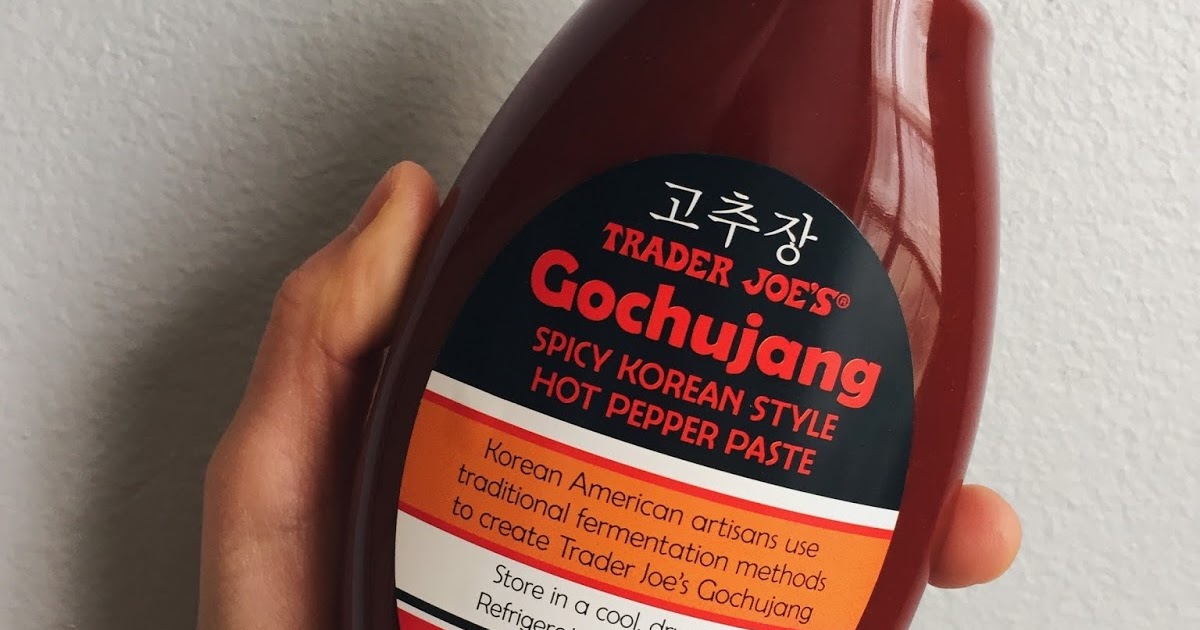 고추장
TRADER JOE'S®
Gochujang
SPICY KOREAN STYLE
HOT PEPPER PASTE
Korean American artisans use
traditional fermentation methods
to create Trader Joe's Gochujang
Store in a cool,